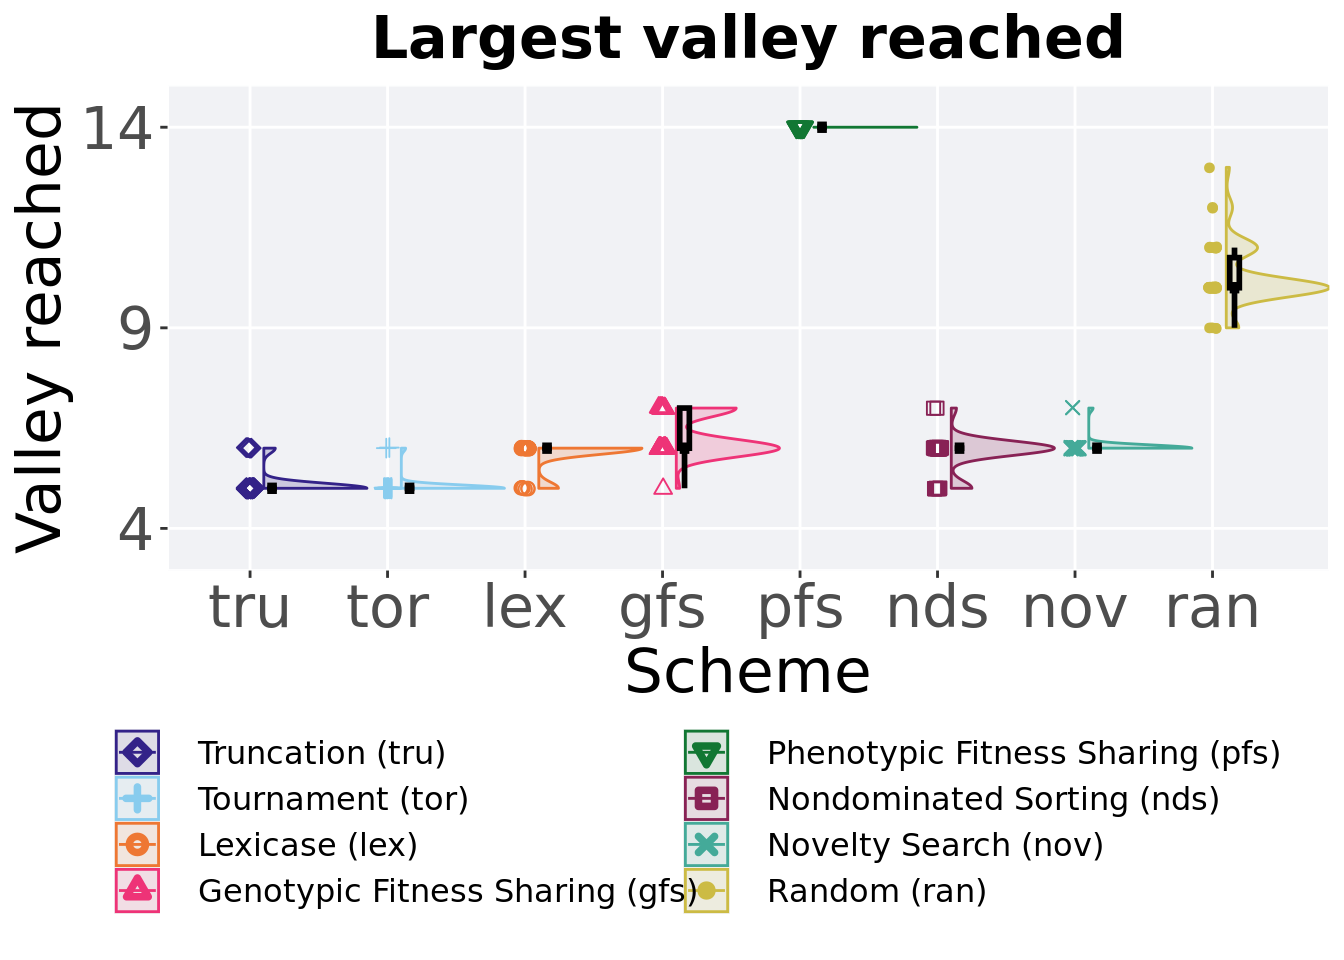 Largest valley reached
Valley reached
14
9
4
tru tor lex gfs pfs nds nov ran
Scheme
Truncation (tru)
Tournament (tor)
Lexicase (lex)
Genotypic Fitness Sharing (gfs)
Phenotypic Fitness Sharing (pfs)
Nondominated Sorting (nds)
Novelty Search (nov)
Random (ran)